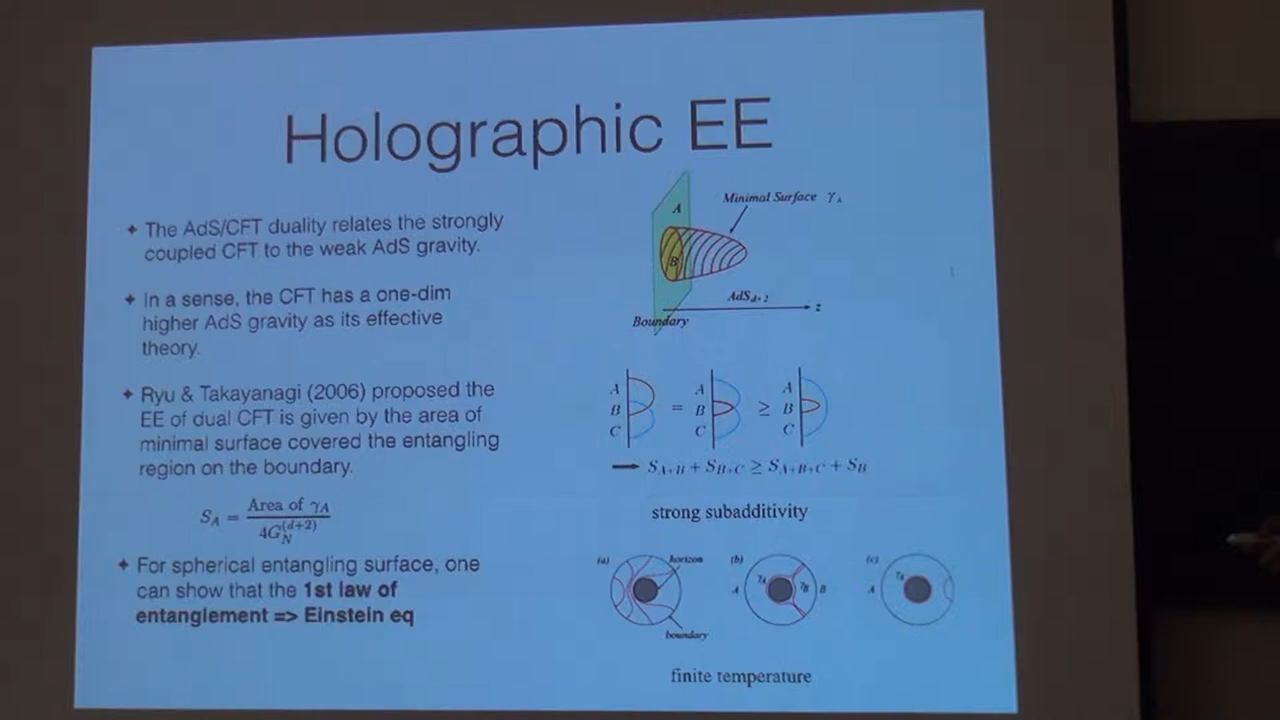 Holographic EE
✦ The AdS/CFT duality relates the strongly
coupled CFT to the weak AdS gravity.
✦ In a sense, the CFT has a one-dim
higher AdS gravity as its effective
theory.
✦ Ryu & Takayanagi (2006) proposed the
EE of dual CFT is given by the area of
minimal surface covered the entangling
region on the boundary.
S_A = Area of γ_A / 4G_N^(d+2)
✦ For spherical entangling surface, one
can show that the 1st law of
entanglement => Einstein eq
Minimal Surface γ_A
A
B
AdS_d+2
z
Boundary
A A A
B = B ≥ B
C C C
➞ S_A+B + S_B+C ≥ S_A+B+C + S_B
strong subadditivity
(a) horizon (b) (c)
γ_A γ_B
A B A
boundary
finite temperature